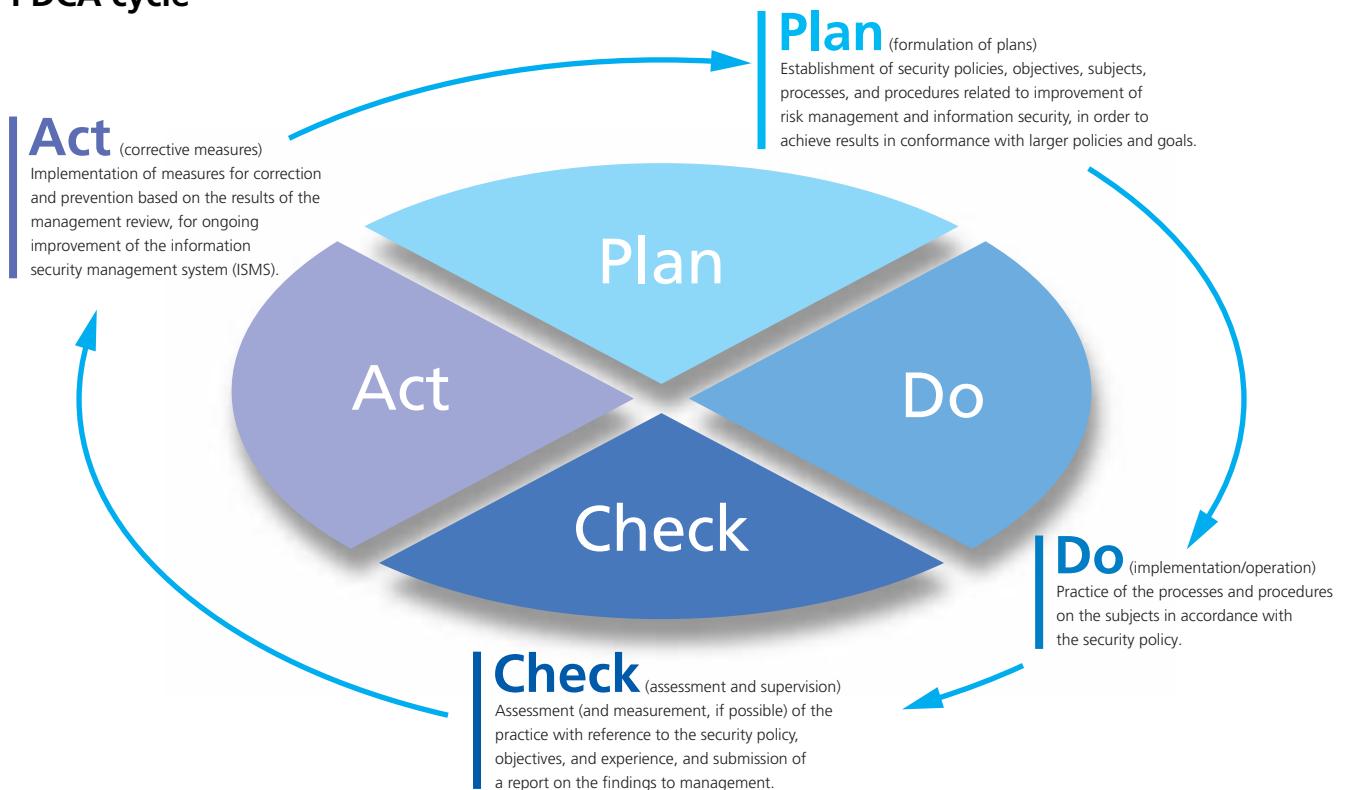 PDCA cycle
Plan (formulation of plans)
Establishment of security policies, objectives, subjects,
processes, and procedures related to improvement of
risk management and information security, in order to
achieve results in conformance with larger policies and goals.
Act (corrective measures)
Implementation of measures for correction
and prevention based on the results of the
management review, for ongoing
improvement of the information
security management system (ISMS).
Plan
Act
Do
Check
Do (implementation/operation)
Practice of the processes and procedures
on the subjects in accordance with
the security policy.
Check (assessment and supervision)
Assessment (and measurement, if possible) of the
practice with reference to the security policy,
objectives, and experience, and submission of
a report on the findings to management.